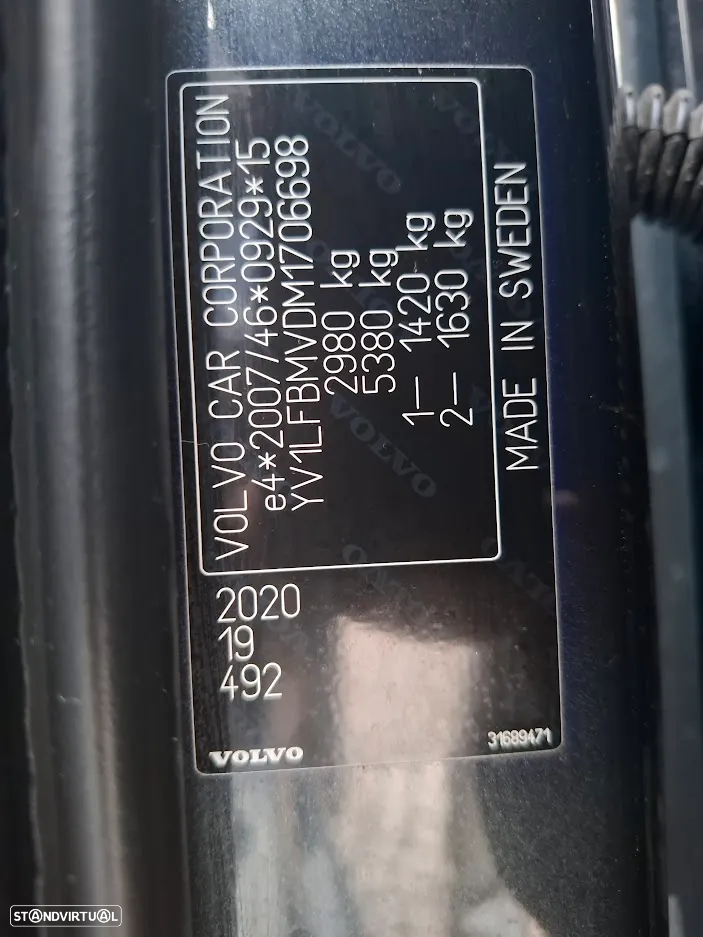 VOLVO CAR CORPORATION
e4*2007/46*0929*15
YV1LFBMVDM1706698
2980 kg
5380 kg
1— 1420 kg
2— 1630 kg
MADE IN SWEDEN
2020
19
492
VOLVO
31689471
STANDVIRTUAL